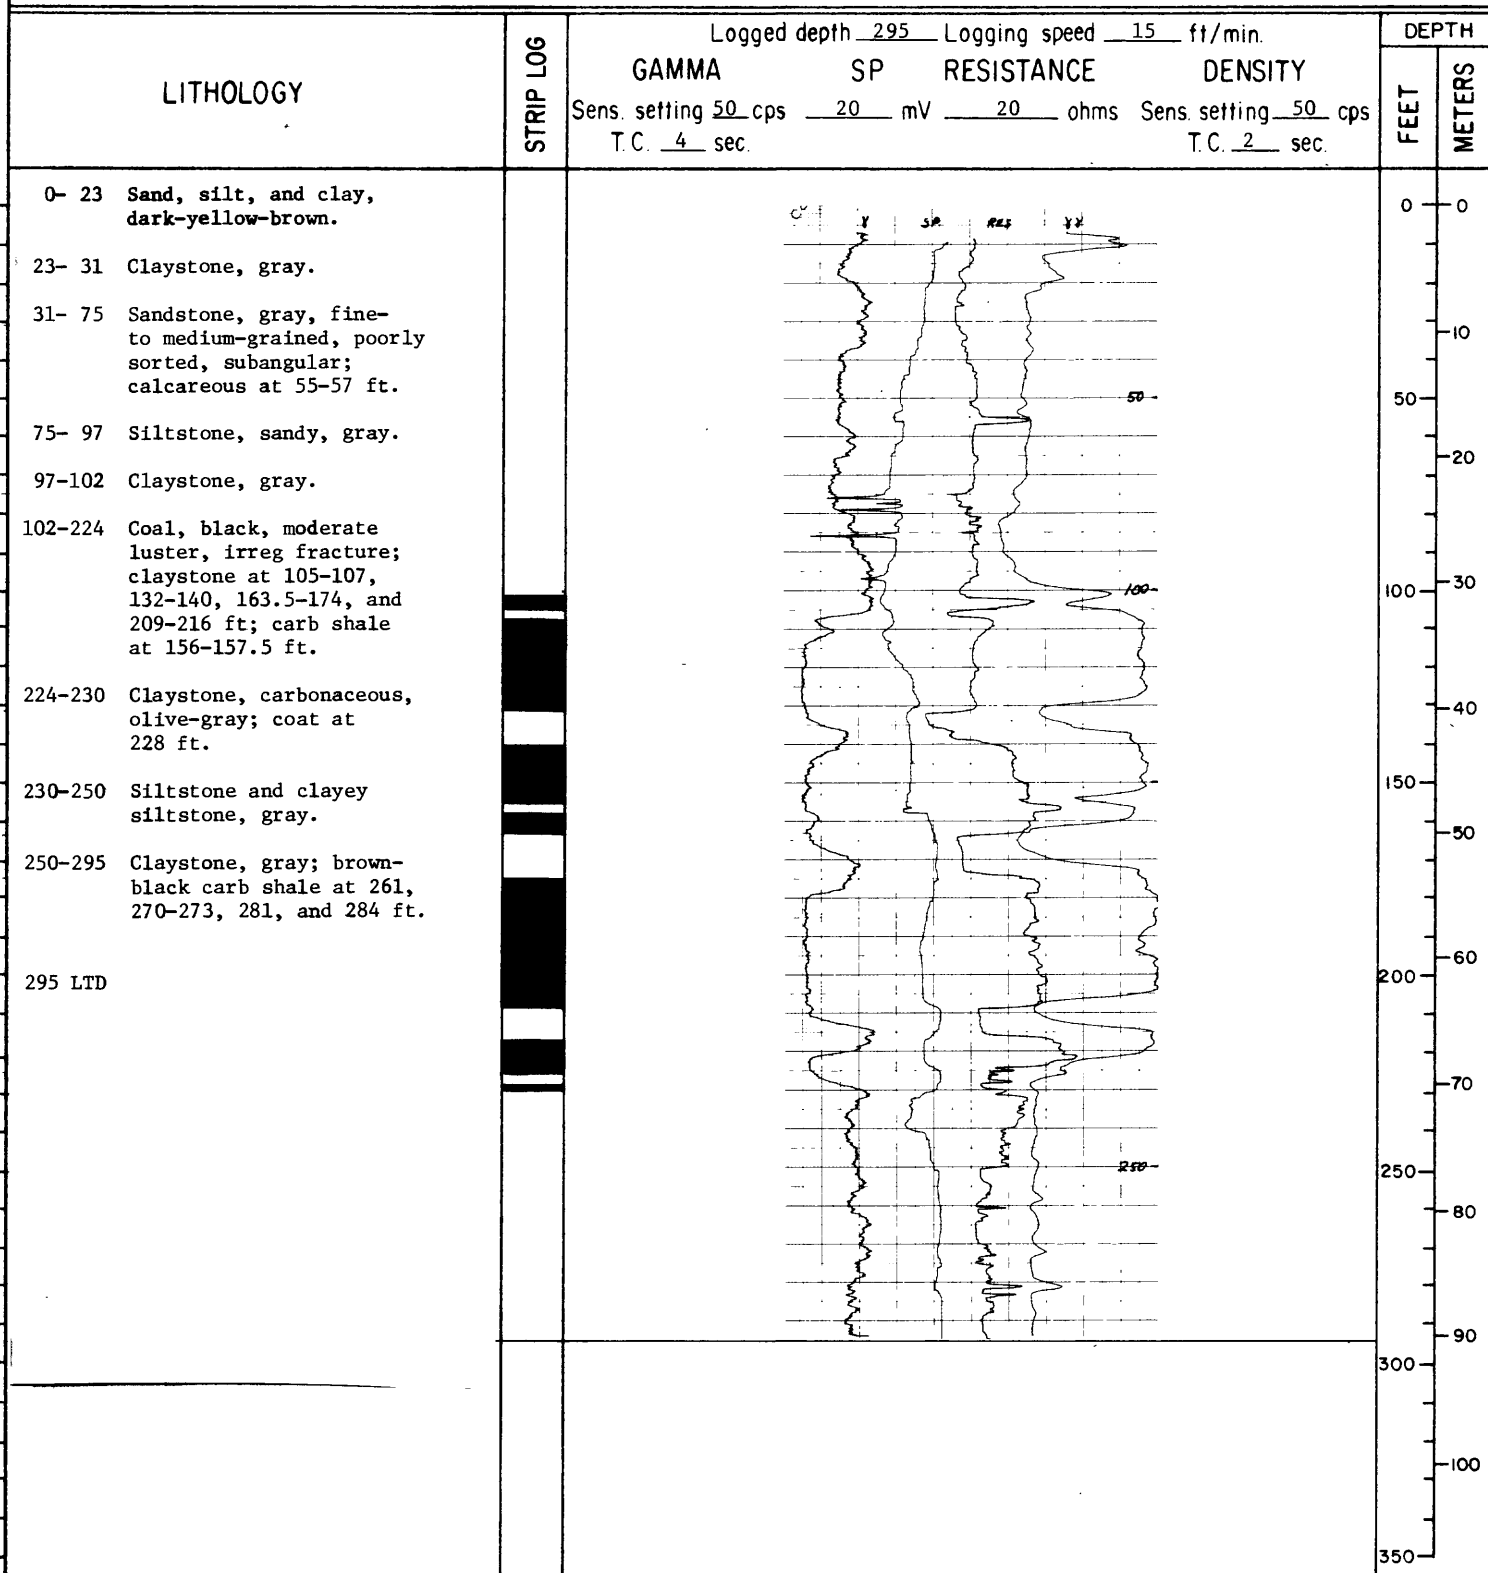 Logged depth 295 Logging speed 15 ft/min.
DEPTH
LITHOLOGY
STRIP LOG
GAMMA SP RESISTANCE DENSITY
Sens. setting 50 cps 20 mV 20 ohms Sens. setting 50 cps
T.C. 4 sec. T.C. 2 sec.
FEET
METERS
0- 23 Sand, silt, and clay,
dark-yellow-brown.
23- 31 Claystone, gray.
31- 75 Sandstone, gray, fine-
to medium-grained, poorly
sorted, subangular;
calcareous at 55-57 ft.
75- 97 Siltstone, sandy, gray.
97-102 Claystone, gray.
102-224 Coal, black, moderate
luster, irreg fracture;
claystone at 105-107,
132-140, 163.5-174, and
209-216 ft; carb shale
at 156-157.5 ft.
224-230 Claystone, carbonaceous,
olive-gray; coat at
228 ft.
230-250 Siltstone and clayey
siltstone, gray.
250-295 Claystone, gray; brown-
black carb shale at 261,
270-273, 281, and 284 ft.
295 LTD
γ SP RES γγ
50
100
250
0
50
100
150
200
250
300
350
0
10
20
30
40
50
60
70
80
90
100